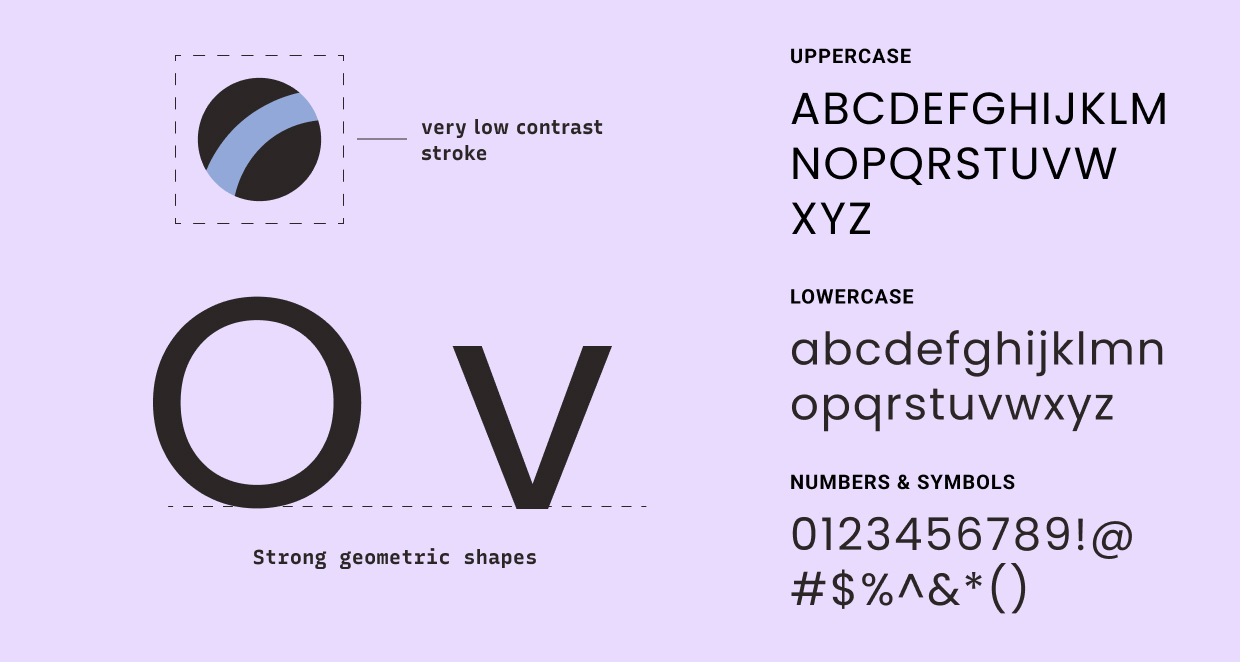 very low contrast
stroke
O v
Strong geometric shapes
UPPERCASE
ABCDEFGHIJKLM
NOPQRSTUVW
XYZ
LOWERCASE
abcdefghijklmn
opqrstuvwxyz
NUMBERS & SYMBOLS
0123456789!@
#$%^&*()